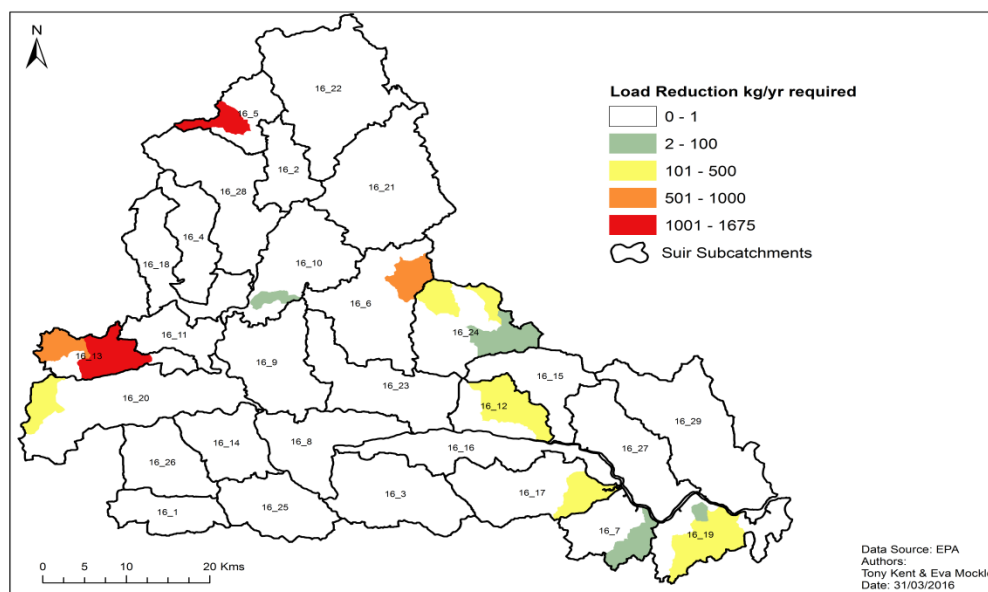 N
16_22
16_5
16_2
16_21
16_28
16_4
16_18
16_10
16_6
16_11
16_24
16_13
16_9
16_15
16_23
16_20
16_12
16_29
16_14
16_8
16_16
16_27
16_26
16_17
16_3
16_25
16_1
16_7
16_19
Load Reduction kg/yr required
0 - 1
2 - 100
101 - 500
501 - 1000
1001 - 1675
Suir Subcatchments
0 5 10 20 Kms
Data Source: EPA
Authors:
Tony Kent & Eva Mockle
Date: 31/03/2016